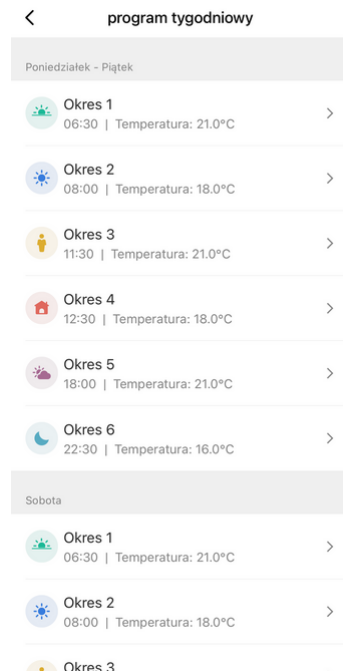 program tygodniowy
Poniedziałek - Piątek
Okres 1
06:30 | Temperatura: 21.0°C
Okres 2
08:00 | Temperatura: 18.0°C
Okres 3
11:30 | Temperatura: 21.0°C
Okres 4
12:30 | Temperatura: 18.0°C
Okres 5
18:00 | Temperatura: 21.0°C
Okres 6
22:30 | Temperatura: 16.0°C
Sobota
Okres 1
06:30 | Temperatura: 21.0°C
Okres 2
08:00 | Temperatura: 18.0°C
Okres 3